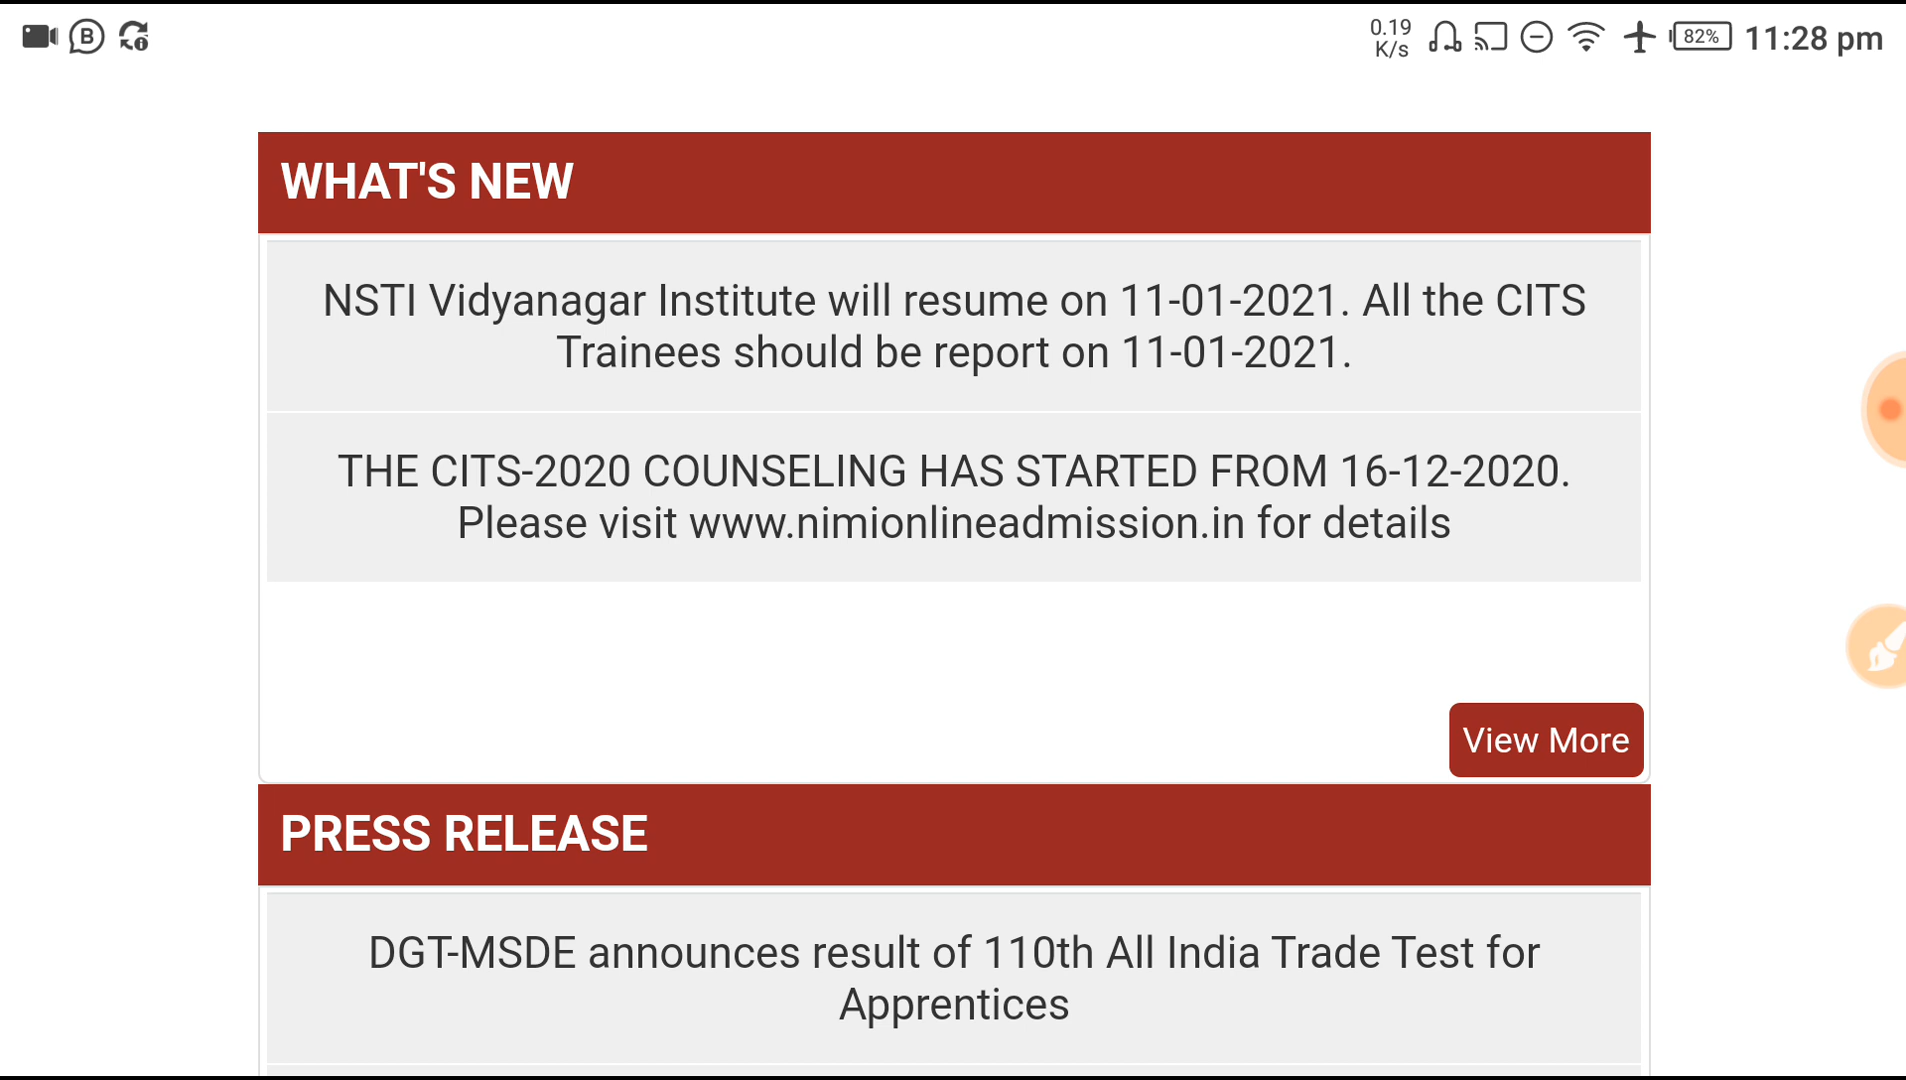 0.19
K/s
82%
11:28 pm
WHAT'S NEW
NSTI Vidyanagar Institute will resume on 11-01-2021. All the CITS
Trainees should be report on 11-01-2021.
THE CITS-2020 COUNSELING HAS STARTED FROM 16-12-2020.
Please visit www.nimionlineadmission.in for details
View More
PRESS RELEASE
DGT-MSDE announces result of 110th All India Trade Test for
Apprentices